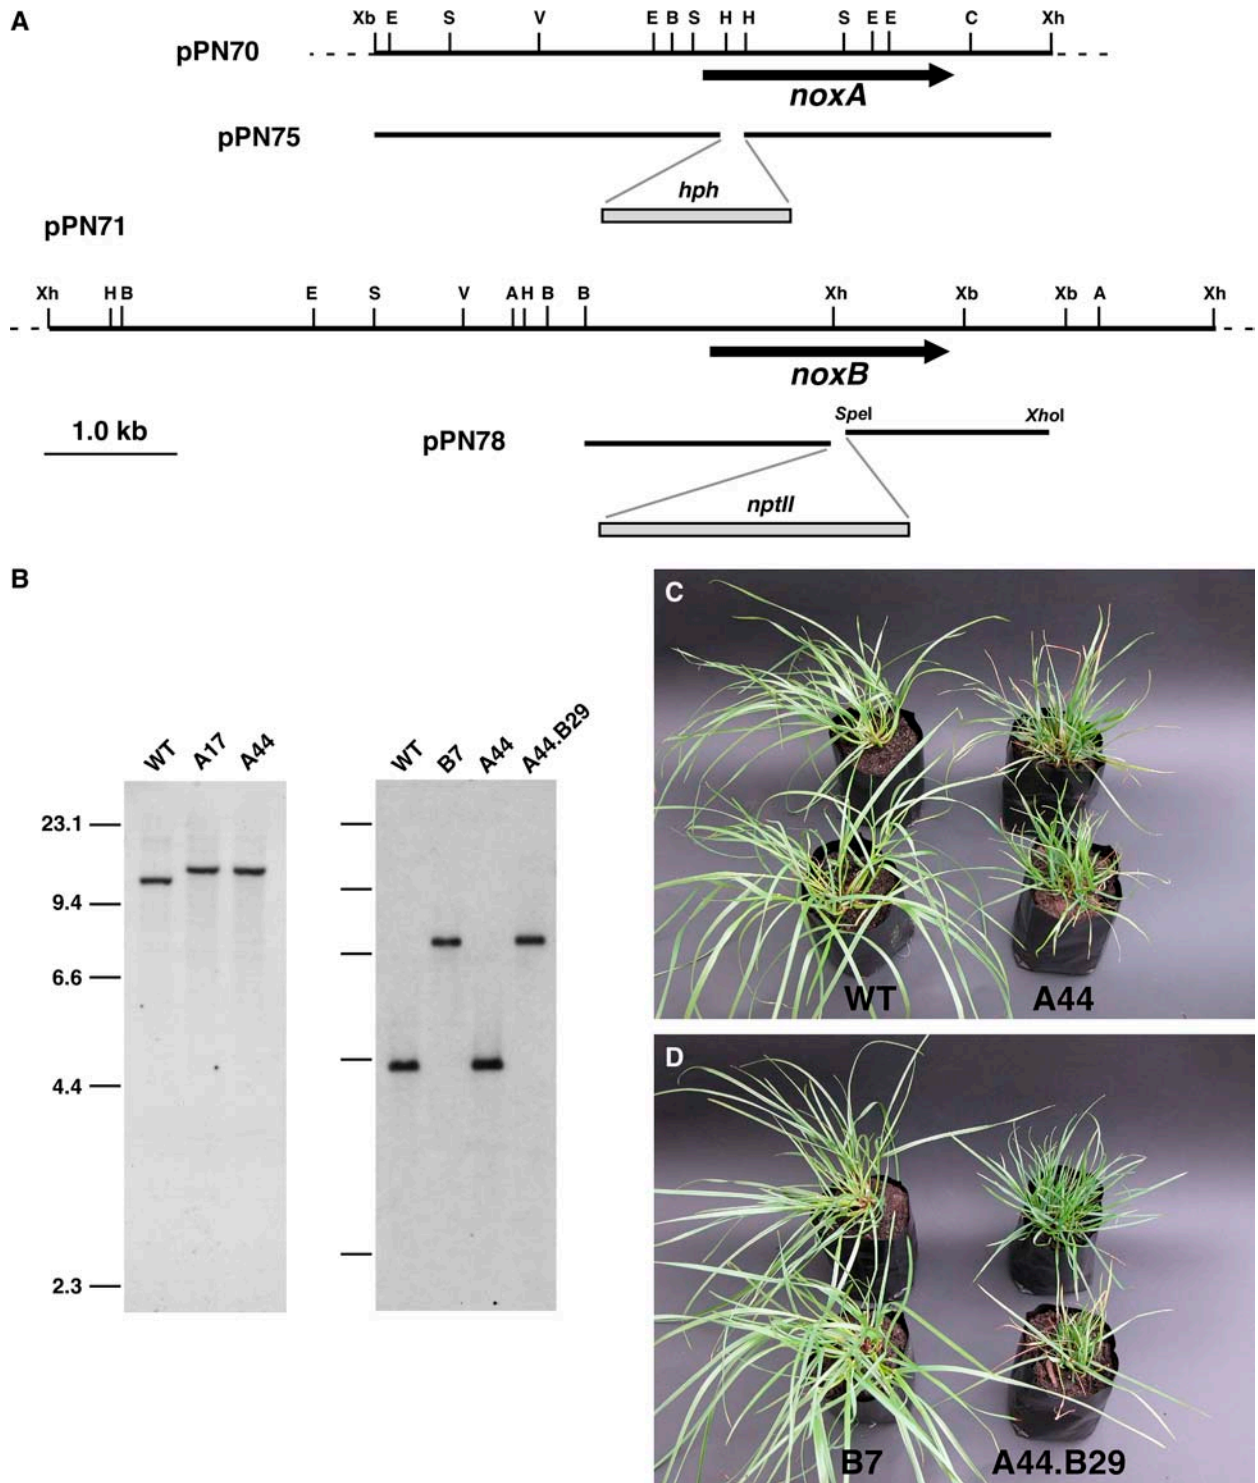 A
Xb E S V E B S H H S E E C Xh
pPN70
noxA
pPN75
hph
pPN71
Xh H B E S V A H B B Xh Xb Xb A Xh
noxB
1.0 kb
pPN78
SpeI XhoI
nptII
B
WT A17 A44
WT B7 A44 A44.B29
23.1
9.4
6.6
4.4
2.3
C
WT A44
D
B7 A44.B29